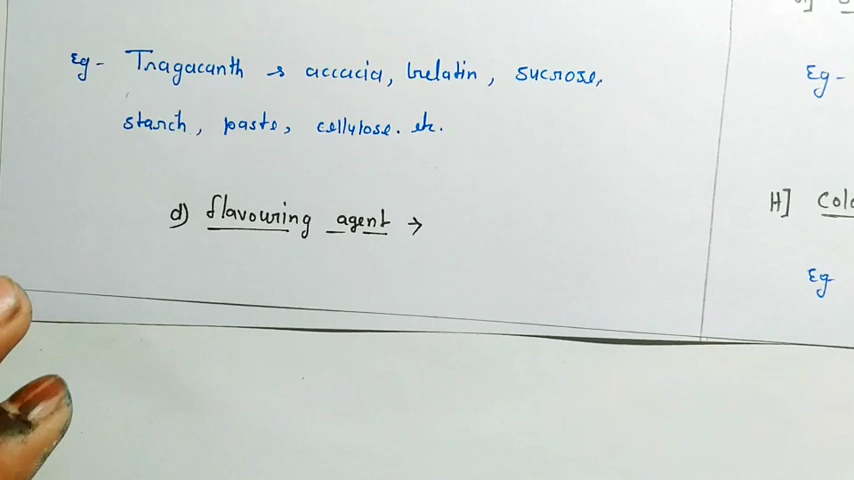 Eg- Tragacanth → accacia, Gelatin, sucrose,
starch, paste, cellulose. etc.
d) flavouring agent →
Eg-
H] Colo
Eg